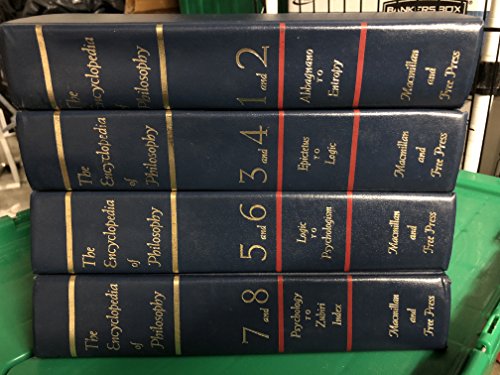 The
Encyclopedia
of
Philosophy
1 and 2
Abbagnano
TO
Entropy
Macmillan
and
Free Press
The
Encyclopedia
of
Philosophy
3 and 4
Epictetus
TO
Logic
Macmillan
and
Free Press
The
Encyclopedia
of
Philosophy
5 and 6
Logic
TO
Psychologism
Macmillan
and
Free Press
The
Encyclopedia
of
Philosophy
7 and 8
Psychology
TO
Zubiri
Index
Macmillan
and
Free Press
BANKERS BOX